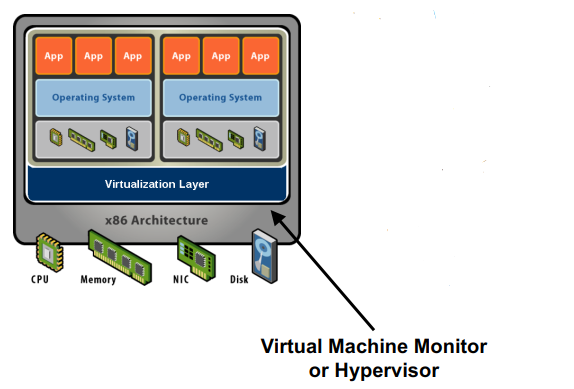 App App App App App App
Operating System Operating System
Virtualization Layer
x86 Architecture
CPU Memory NIC Disk
Virtual Machine Monitor
or Hypervisor